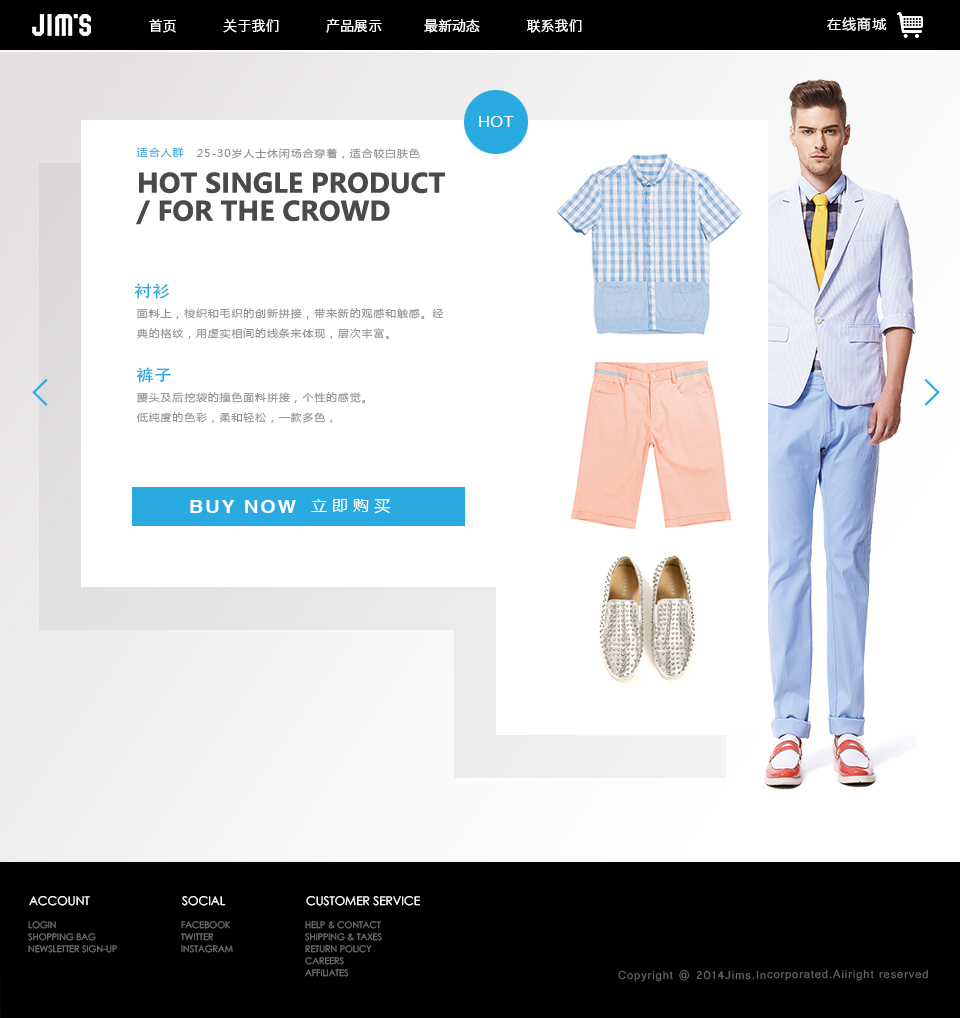 JIM'S
首页 关于我们 产品展示 最新动态 联系我们 在线商城
HOT
适合人群 25-30岁人士休闲场合穿着，适合较白肤色
HOT SINGLE PRODUCT
/ FOR THE CROWD
衬衫
面料上，梭织和毛织的创新拼接，带来新的观感和触感。经
典的格纹，用虚实相间的线条来体现，层次丰富。
裤子
腰头及后挖袋的撞色面料拼接，个性的感觉。
低纯度的色彩，柔和轻松，一款多色，
BUY NOW 立即购买
ACCOUNT
LOGIN
SHOPPING BAG
NEWSLETTER SIGN-UP
SOCIAL
FACEBOOK
TWITTER
INSTAGRAM
CUSTOMER SERVICE
HELP & CONTACT
SHIPPING & TAXES
RETURN POLICY
CAREERS
AFFILIATES
Copyright @ 2014Jims.Incorporated.Aiiright reserved